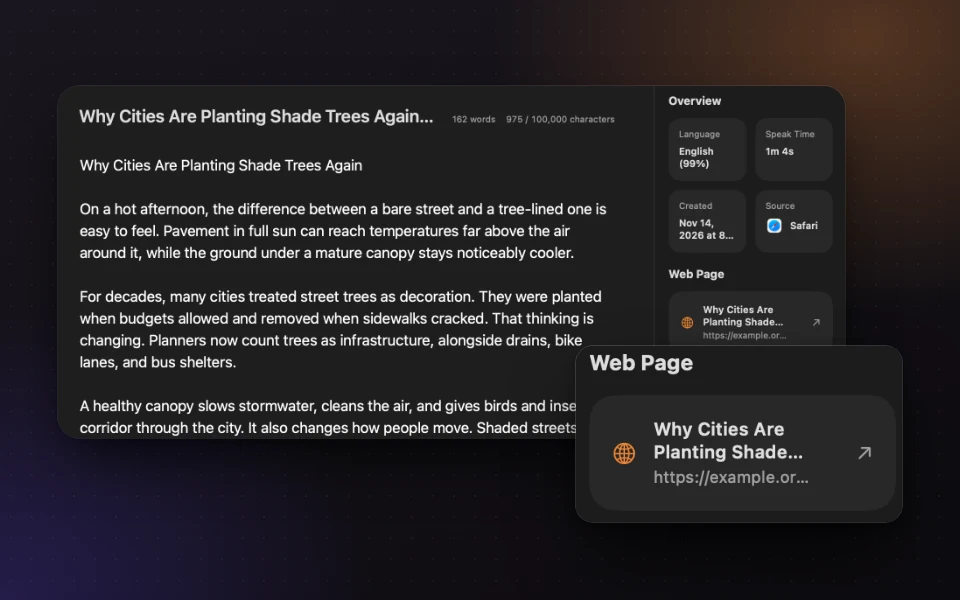 Why Cities Are Planting Shade Trees Again...
162 words
975 / 100,000 characters
Why Cities Are Planting Shade Trees Again
On a hot afternoon, the difference between a bare street and a tree-lined one is
easy to feel. Pavement in full sun can reach temperatures far above the air
around it, while the ground under a mature canopy stays noticeably cooler.
For decades, many cities treated street trees as decoration. They were planted
when budgets allowed and removed when sidewalks cracked. That thinking is
changing. Planners now count trees as infrastructure, alongside drains, bike
lanes, and bus shelters.
A healthy canopy slows stormwater, cleans the air, and gives birds and inse
corridor through the city. It also changes how people move. Shaded streets
Overview
Language
English
(99%)
Speak Time
1m 4s
Created
Nov 14,
2026 at 8...
Source
Safari
Web Page
Why Cities Are
Planting Shade...
https://example.or...
Web Page
Why Cities Are
Planting Shade...
https://example.or...